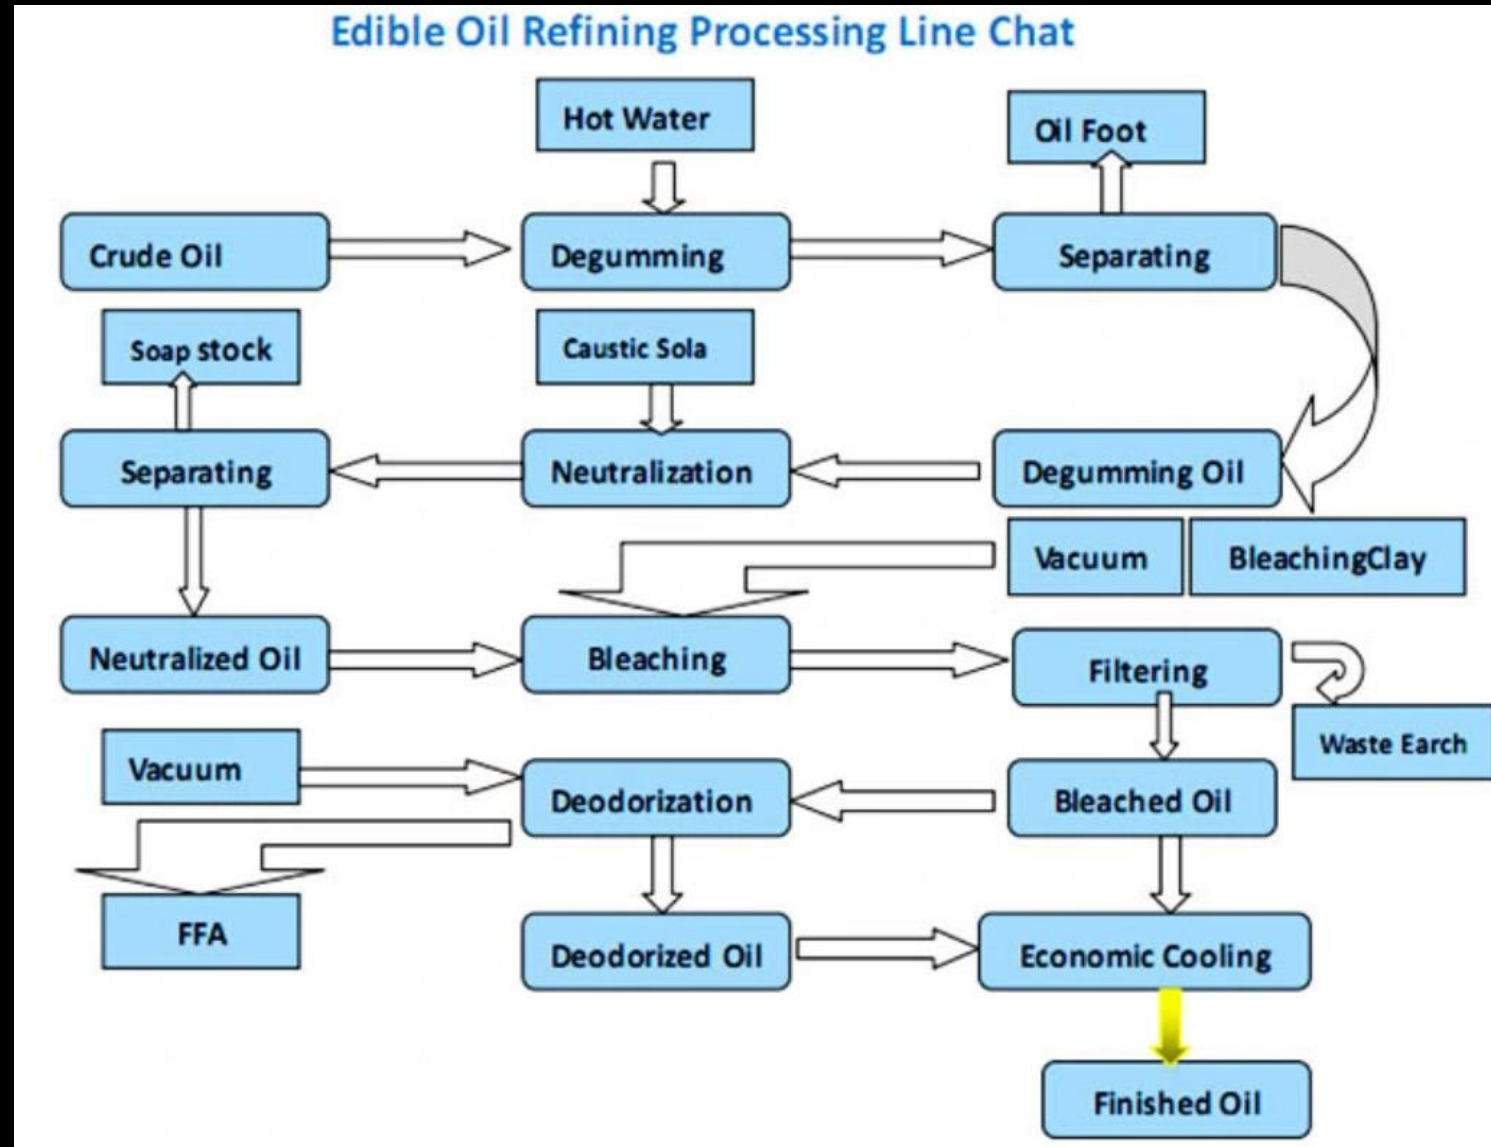 Edible Oil Refining Processing Line Chat
Hot Water
Oil Foot
Crude Oil
Degumming
Separating
Soap stock
Caustic Sola
Separating
Neutralization
Degumming Oil
Vacuum
BleachingClay
Neutralized Oil
Bleaching
Filtering
Waste Earch
Vacuum
Deodorization
Bleached Oil
FFA
Deodorized Oil
Economic Cooling
Finished Oil